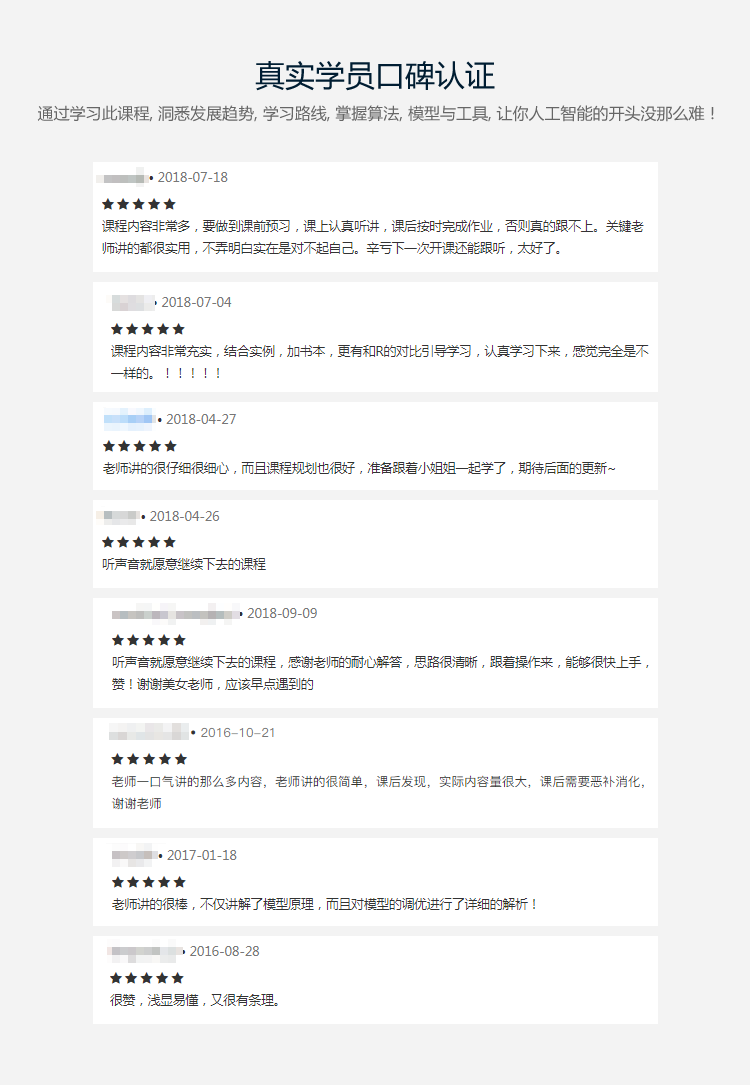 真实学员口碑认证
通过学习此课程, 洞悉发展趋势, 学习路线, 掌握算法, 模型与工具, 让你人工智能的开头没那么难！
• 2018-07-18
★★★★★
课程内容非常多，要做到课前预习，课上认真听讲，课后按时完成作业，否则真的跟不上。关键老
师讲的都很实用，不弄明白实在是对不起自己。辛亏下一次开课还能跟听，太好了。
• 2018-07-04
★★★★★
课程内容非常充实，结合实例，加书本，更有和R的对比引导学习，认真学习下来，感觉完全是不
一样的。！！！！！
• 2018-04-27
★★★★★
老师讲的很仔细很细心，而且课程规划也很好，准备跟着小姐姐一起学了，期待后面的更新~
• 2018-04-26
★★★★★
听声音就愿意继续下去的课程
• 2018-09-09
★★★★★
听声音就愿意继续下去的课程，感谢老师的耐心解答，思路很清晰，跟着操作来，能够很快上手，
赞！谢谢美女老师，应该早点遇到的
• 2016-10-21
★★★★★
老师一口气讲的那么多内容，老师讲的很简单，课后发现，实际内容量很大，课后需要恶补消化，
谢谢老师
• 2017-01-18
★★★★★
老师讲的很棒，不仅讲解了模型原理，而且对模型的调优进行了详细的解析！
• 2016-08-28
★★★★★
很赞，浅显易懂，又很有条理。